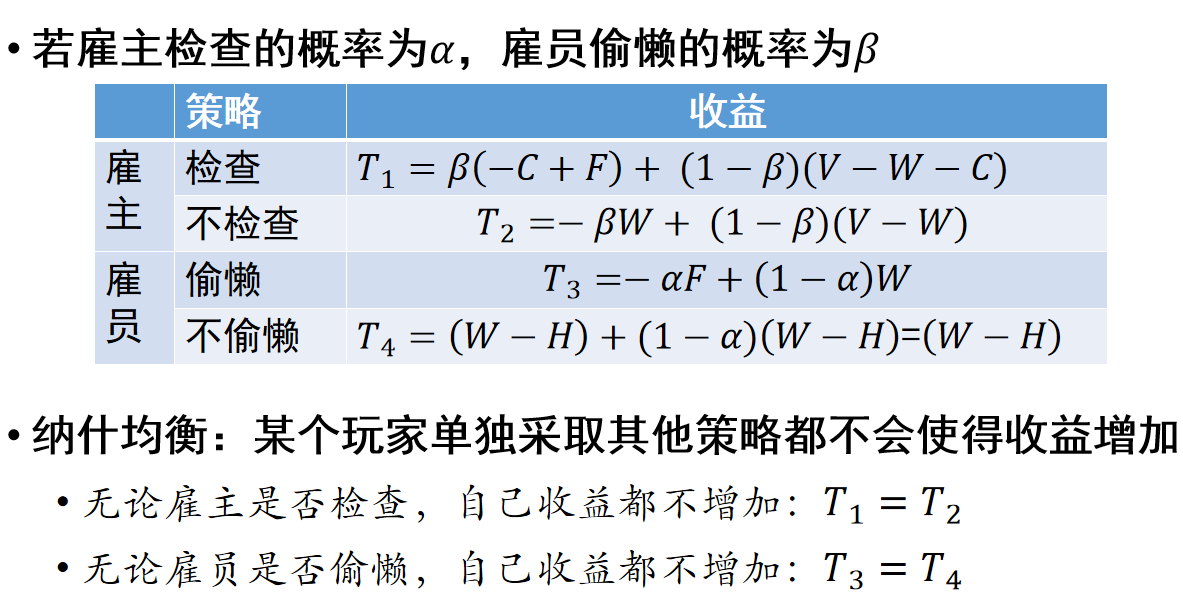 • 若雇主检查的概率为α，雇员偷懒的概率为β
策略 收益
雇主 检查 T₁ = β(−C + F) + (1 − β)(V − W − C)
不检查 T₂ =− βW + (1 − β)(V − W)
雇员 偷懒 T₃ =− αF + (1 − α)W
不偷懒 T₄ = (W − H) + (1 − α)(W − H)=(W − H)
• 纳什均衡：某个玩家单独采取其他策略都不会使得收益增加
• 无论雇主是否检查，自己收益都不增加：T₁ = T₂
• 无论雇员是否偷懒，自己收益都不增加：T₃ = T₄